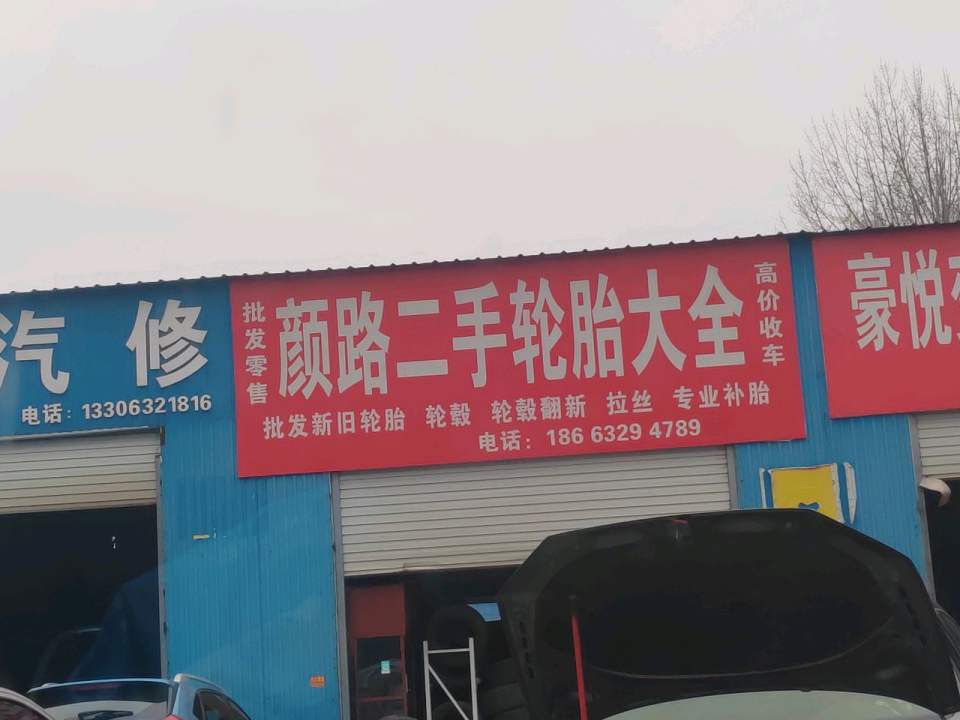 汽修
电话：13306321816
批发零售
颜路二手轮胎大全
高价收车
批发新旧轮胎 轮毂 轮毂翻新 拉丝 专业补胎
电话：186 6329 4789
豪悦